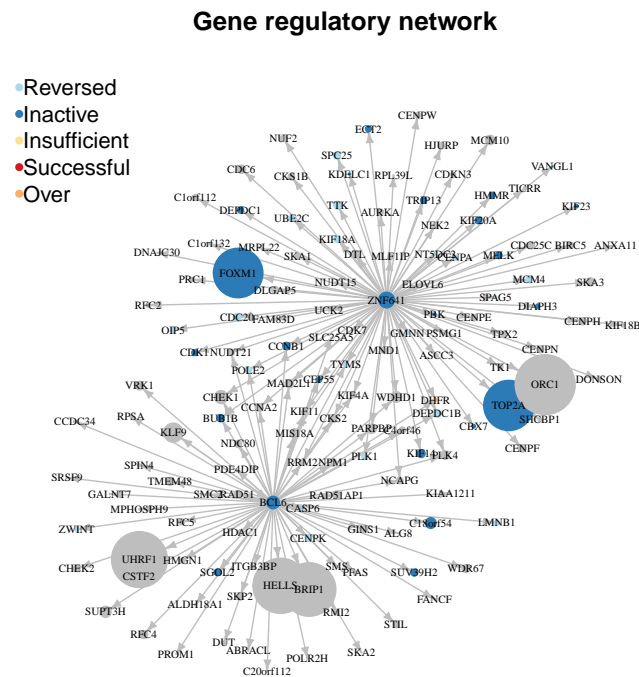 Gene regulatory network
Reversed
Inactive
Insufficient
Successful
Over
CENPW
ECT2
NUF2
HJURP
MCM10
SPC25
CDC6
CKS1B
KDELC1
RPL39L
CDKN3
VANGL1
TICRR
HMMR
C1orf112
DEPDC1
TTK
TRIP13
KIF23
UBE2C
AURKA
KIF20A
NEK2
C1orf132
MRPL22
KIF18A
CDC25C
BIRC5
ANXA11
DNAJC30
SKA1
DTL
MLF1IP
NT5DC2
CENPA
MELK
FOXM1
PRC1
NUDT15
ELOVL6
MCM4
SKA3
DLGAP5
ZNF641
SPAG5
RFC2
UCK2
PBK
CENPE
DIAPH3
CDC20
FAM83D
CENPH
KIF18B
OIP5
CDK7
GMNN
PSMG1
TPX2
SLC25A5
CCNB1
MND1
CDK1
NUDT21
ASCC3
CENPN
POLE2
TYMS
TK1
MAD2L1
CEP55
DONSON
VRK1
ORC1
CHEK1
KIF4A
WDHD1
DHFR
CCNA2
TOP2A
RPSA
BUB1B
KIF11
DEPDC1B
CKS2
SHCBP1
CCDC34
PARPBP
CBX7
KLF9
MIS18A
C4orf46
NDC80
CENPF
PLK1
KIF14
PLK4
SPIN4
PDE4DIP
RRM2
NPM1
SRSF9
TMEM48
NCAPG
KIAA1211
GALNT7
SMC2
RAD51
RAD51AP1
MPHOSPH9
BCL6
CASP6
RFC5
C18orf54
LMNB1
ZWINT
HDAC1
GINS1
ALG8
CENPK
UHRF1
HMGN1
ITGB3BP
SMS
CHEK2
SGOL2
PFAS
SUV39H2
WDR67
CSTF2
HELLS
BRIP1
SKP2
FANCF
ALDH18A1
SUPT3H
RMI2
STIL
RFC4
DUT
ABRACL
SKA2
PROM1
POLR2H
C20orf112